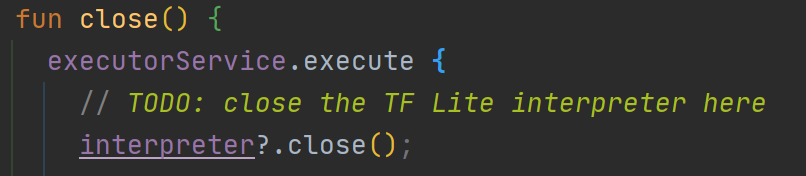 fun close() {
executorService.execute {
// TODO: close the TF Lite interpreter here
interpreter?.close();